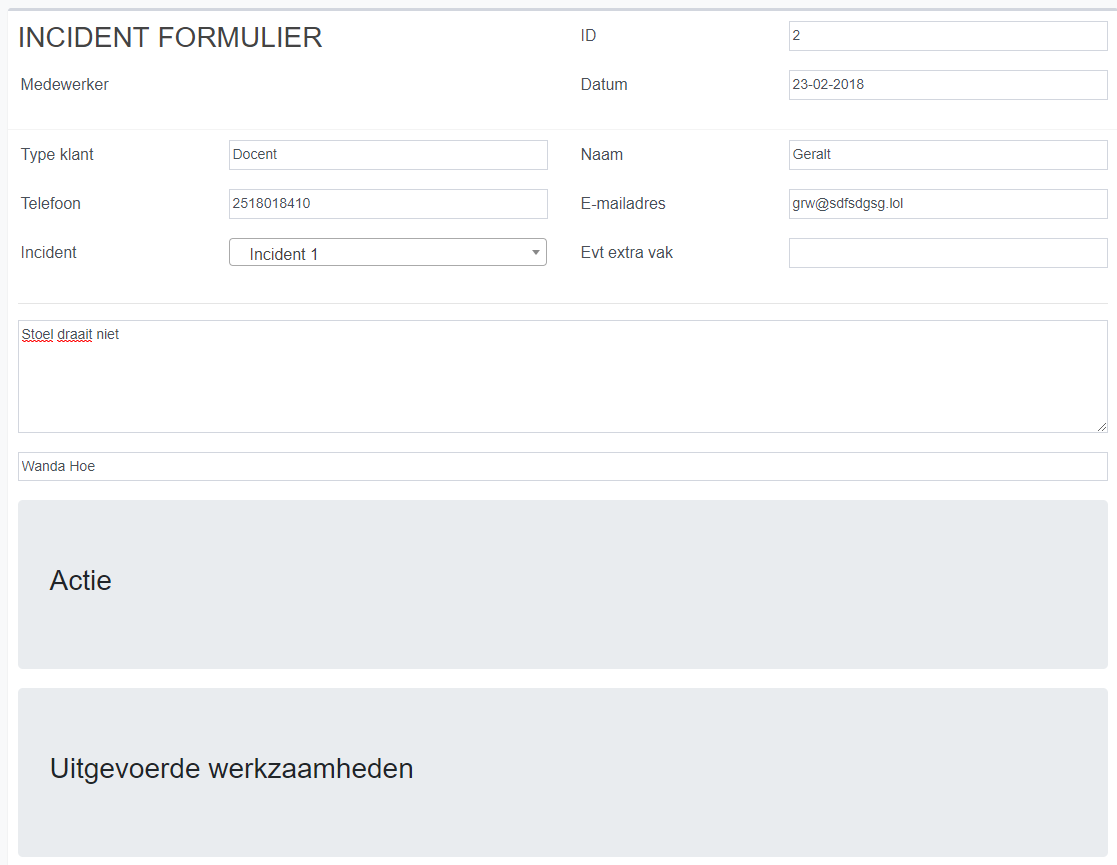 INCIDENT FORMULIER
ID 2
Medewerker
Datum 23-02-2018
Type klant Docent
Naam Geralt
Telefoon 2518018410
E-mailadres grw@sdfsdgsg.lol
Incident Incident 1
Evt extra vak
Stoel draait niet
Wanda Hoe
Actie
Uitgevoerde werkzaamheden